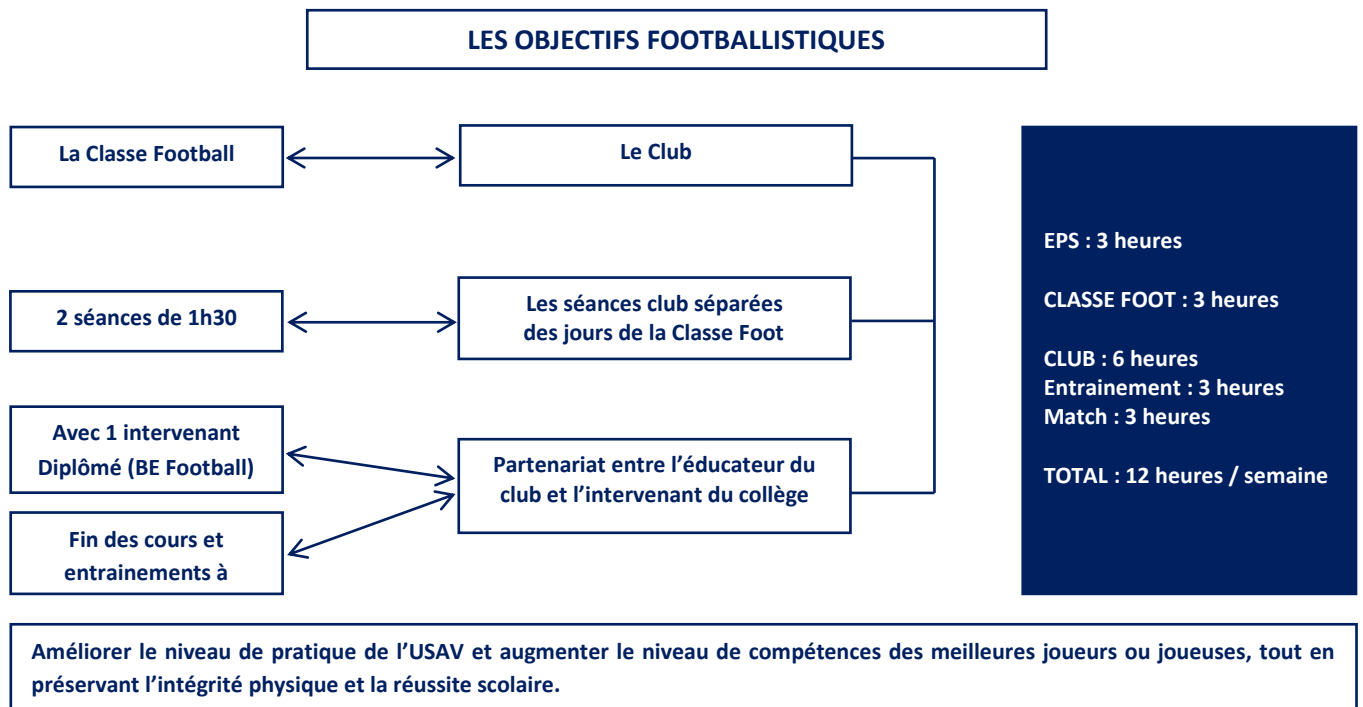 LES OBJECTIFS FOOTBALLISTIQUES
La Classe Football
Le Club
2 séances de 1h30
Les séances club séparées
des jours de la Classe Foot
Avec 1 intervenant
Diplômé (BE Football)
Partenariat entre l’éducateur du
club et l’intervenant du collège
Fin des cours et
entrainements à
EPS : 3 heures
CLASSE FOOT : 3 heures
CLUB : 6 heures
Entrainement : 3 heures
Match : 3 heures
TOTAL : 12 heures / semaine
Améliorer le niveau de pratique de l’USAV et augmenter le niveau de compétences des meilleures joueurs ou joueuses, tout en
préservant l’intégrité physique et la réussite scolaire.